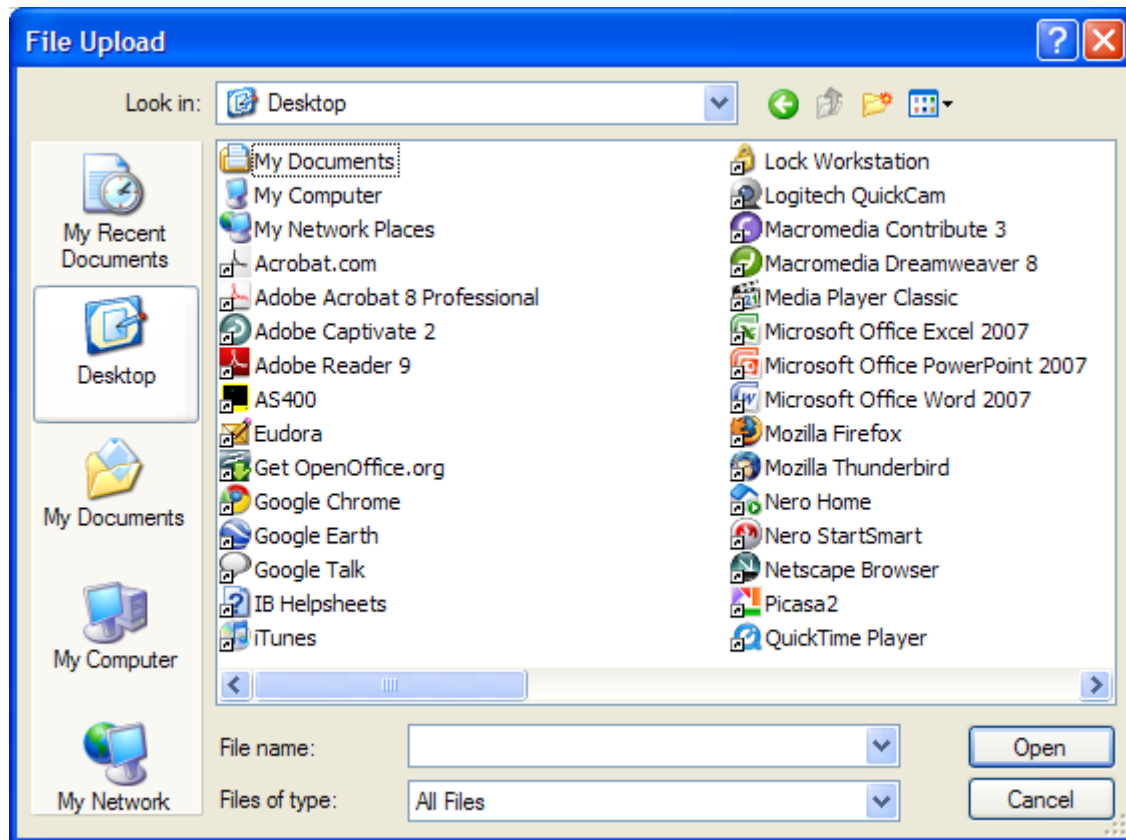 File Upload
Look in:
Desktop
My Recent
Documents
Desktop
My Documents
My Computer
My Network
My Documents
My Computer
My Network Places
Acrobat.com
Adobe Acrobat 8 Professional
Adobe Captivate 2
Adobe Reader 9
AS400
Eudora
Get OpenOffice.org
Google Chrome
Google Earth
Google Talk
IB Helpsheets
iTunes
Lock Workstation
Logitech QuickCam
Macromedia Contribute 3
Macromedia Dreamweaver 8
Media Player Classic
Microsoft Office Excel 2007
Microsoft Office PowerPoint 2007
Microsoft Office Word 2007
Mozilla Firefox
Mozilla Thunderbird
Nero Home
Nero StartSmart
Netscape Browser
Picasa2
QuickTime Player
File name:
Open
Files of type:
All Files
Cancel